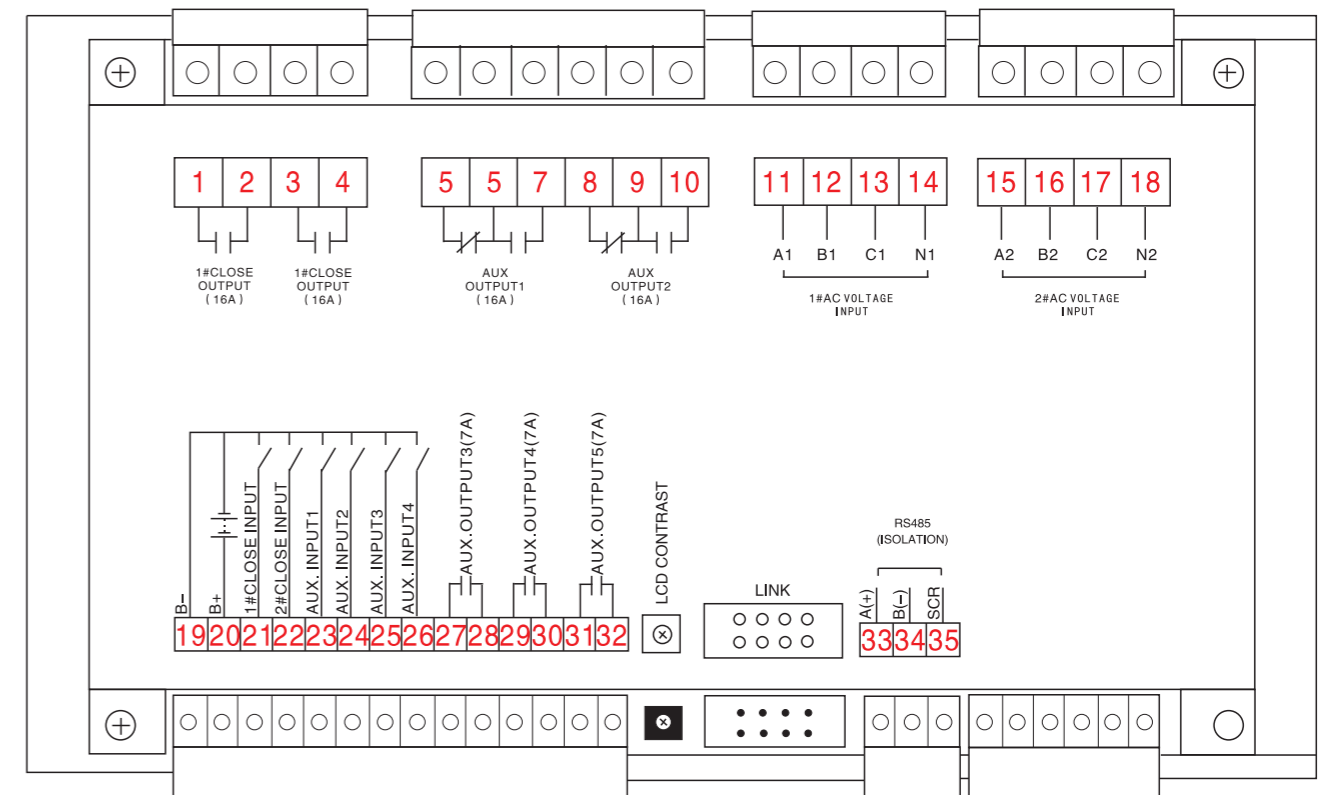 1 2 3 4 5 5 7 8 9 10 11 12 13 14 15 16 17 18
A1 B1 C1 N1 A2 B2 C2 N2
1#CLOSE
OUTPUT
(16A)
1#CLOSE
OUTPUT
(16A)
AUX
OUTPUT1
(16A)
AUX
OUTPUT2
(16A)
1#AC VOLTAGE
INPUT
2#AC VOLTAGE
INPUT
B-
B+
1#CLOSE INPUT
2#CLOSE INPUT
AUX. INPUT1
AUX. INPUT2
AUX. INPUT3
AUX. INPUT4
AUX.OUTPUT3(7A)
AUX.OUTPUT4(7A)
AUX.OUTPUT5(7A)
LCD CONTRAST
LINK
RS485
(ISOLATION)
A(+)
B(-)
SCR
19 20 21 22 23 24 25 26 27 28 29 30 31 32 33 34 35